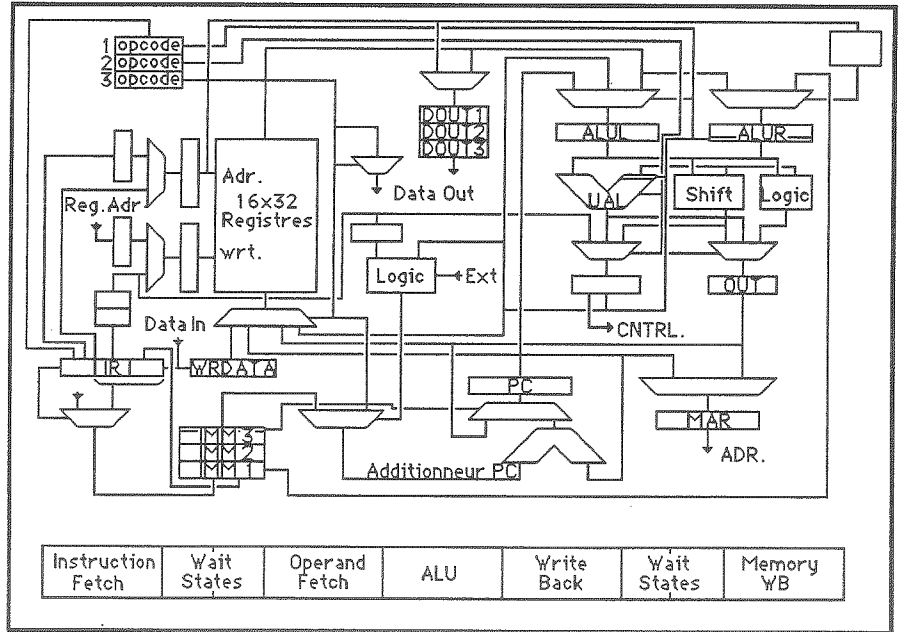 1 opcode
2 opcode
3 opcode
DOUT1
DOUT2
DOUT3
Data Out
ALUL
ALUR
Adr.
16x32
Registres
wrt.
Reg.Adr
UAL
Shift
Logic
Logic
Ext
OUT
CNTRL.
Data In
IR
WRDATA
PC
MAR
ADR.
IMM3
IMM2
IMM1
Additionneur PC
Instruction
Fetch
Wait
States
Operand
Fetch
ALU
Write
Back
Wait
States
Memory
WB